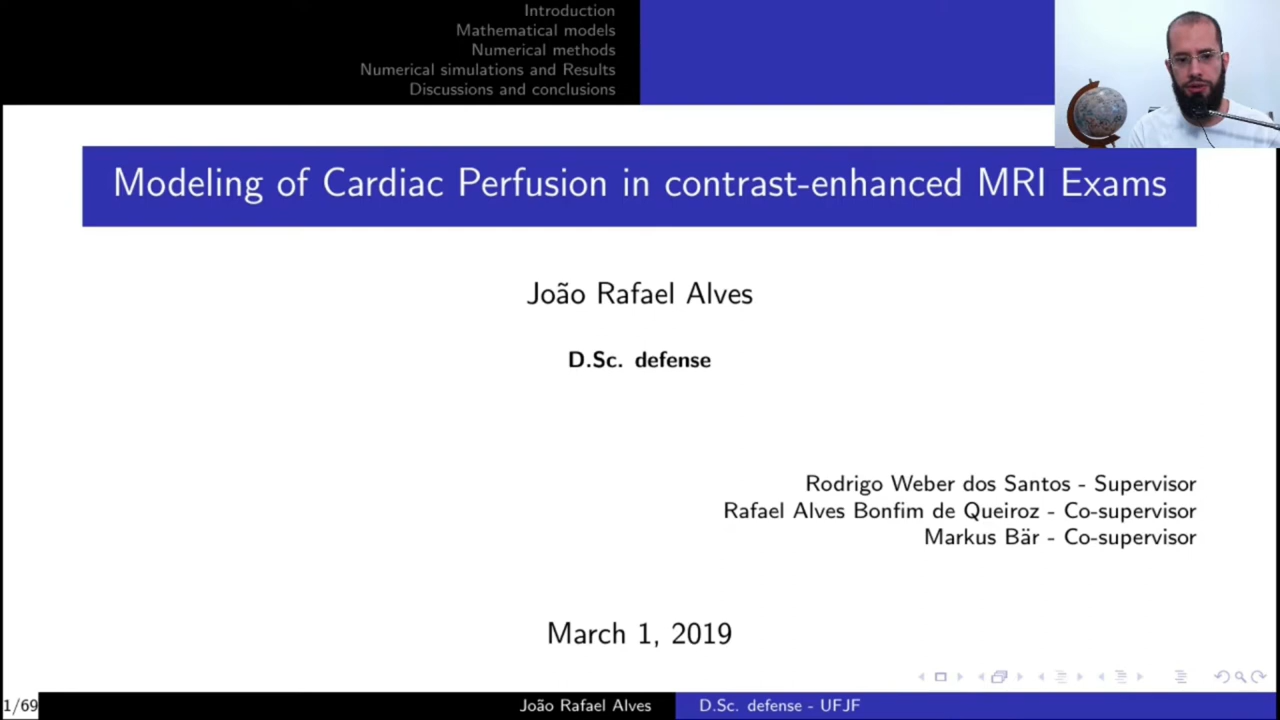 Introduction
Mathematical models
Numerical methods
Numerical simulations and Results
Discussions and conclusions
Modeling of Cardiac Perfusion in contrast-enhanced MRI Exams
João Rafael Alves
D.Sc. defense
Rodrigo Weber dos Santos - Supervisor
Rafael Alves Bonfim de Queiroz - Co-supervisor
Markus Bär - Co-supervisor
March 1, 2019
1/69
João Rafael Alves
D.Sc. defense - UFJF